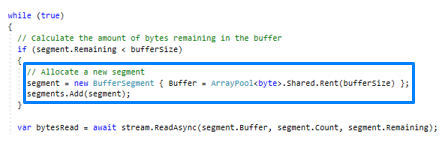 while (true)
{
// Calculate the amount of bytes remaining in the buffer
if (segment.Remaining < bufferSize)
{
// Allocate a new segment
segment = new BufferSegment { Buffer = ArrayPool<byte>.Shared.Rent(bufferSize) };
segments.Add(segment);
}
var bytesRead = await stream.ReadAsync(segment.Buffer, segment.Count, segment.Remaining);